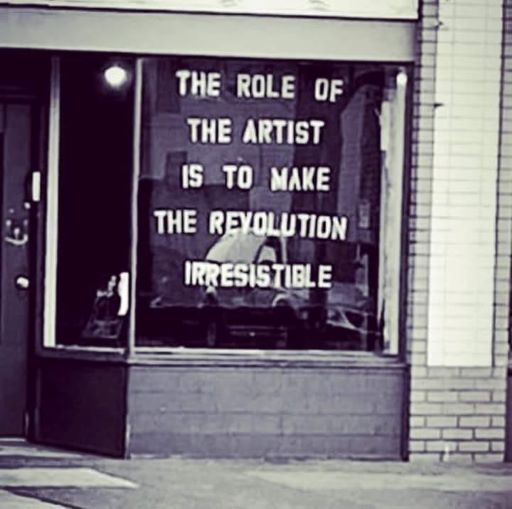 THE ROLE OF
THE ARTIST
IS TO MAKE
THE REVOLUTION
IRRESISTIBLE